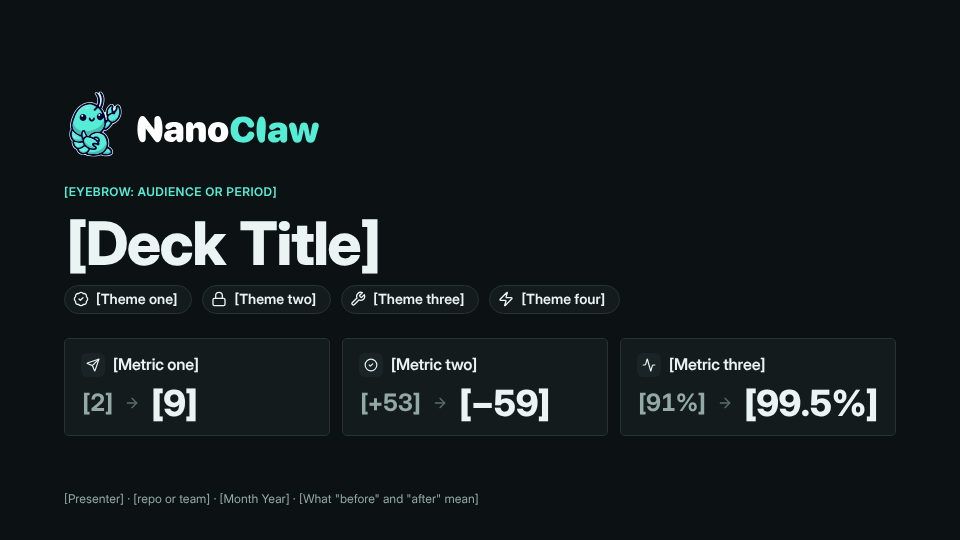 NanoClaw
[EYEBROW: AUDIENCE OR PERIOD]
[Deck Title]
[Theme one] [Theme two] [Theme three] [Theme four]
[Metric one]
[2] → [9]
[Metric two]
[+53] → [−59]
[Metric three]
[91%] → [99.5%]
[Presenter] · [repo or team] · [Month Year] · [What "before" and "after" mean]